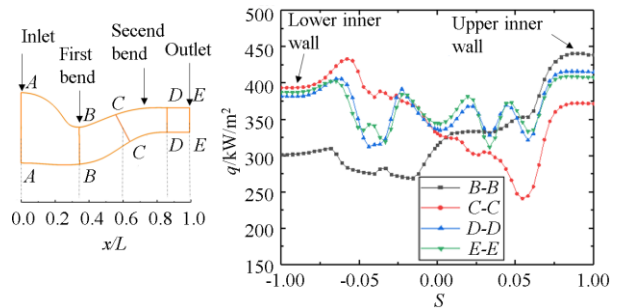 Inlet
First
bend
Secend
bend
Outlet
A
B
C
D
E
A
B
C
D
E
0.0 0.2 0.4 0.6 0.8 1.0
x/L
q/kW/m2
450
400
350
300
250
200
150
Lower inner
wall
Upper inner
wall
B-B
C-C
D-D
E-E
-1.00 -0.05 0.00 0.05 1.00
S